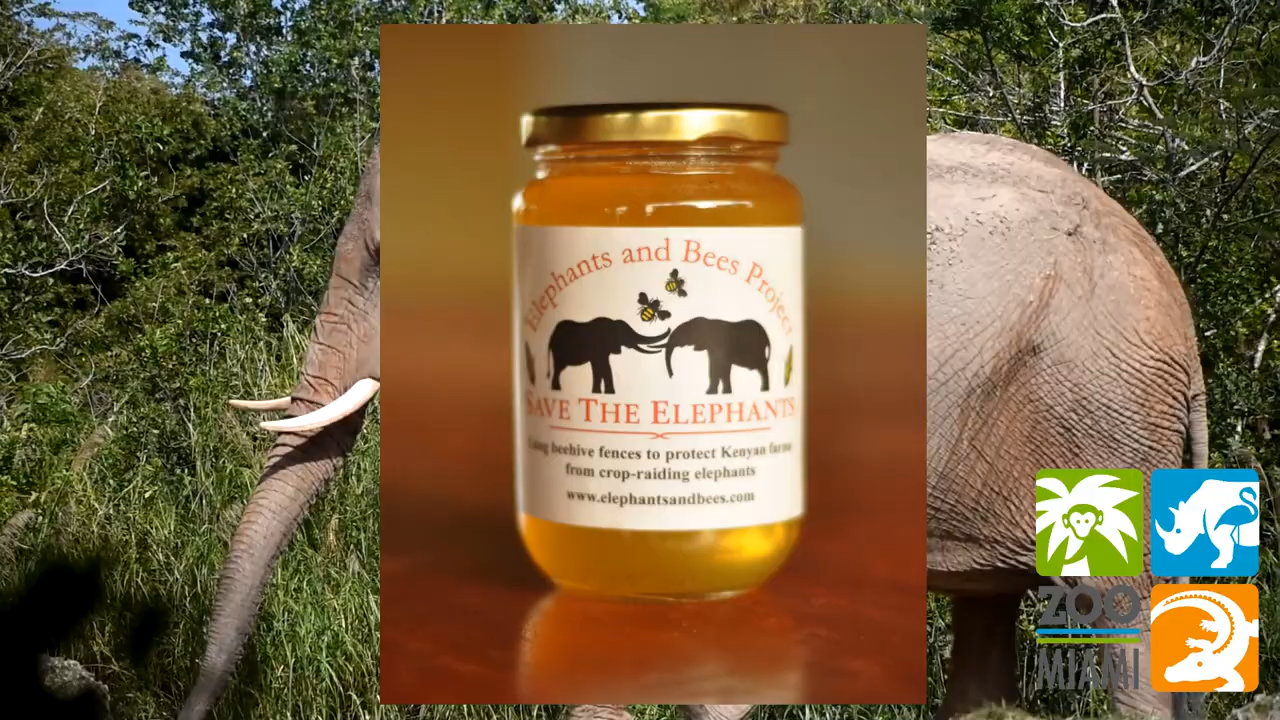 Elephants and Bees Project
SAVE THE ELEPHANTS
beehive fences to protect Kenyan farms
from crop-raiding elephants
www.elephantsandbees.com
ZOO
MIAMI